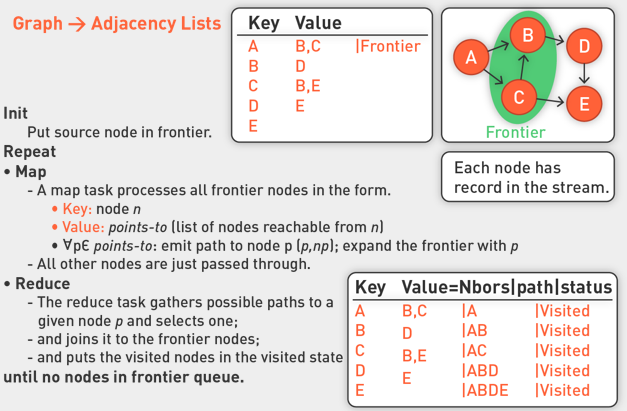 Graph → Adjacency Lists
Key Value
A B,C |Frontier
B D
C B,E
D E
E
A
B
D
C
E
Frontier
Each node has
record in the stream.
Init
Put source node in frontier.
Repeat
• Map
- A map task processes all frontier nodes in the form.
• Key: node n
• Value: points-to (list of nodes reachable from n)
• ∀p∈ points-to: emit path to node p (p,np); expand the frontier with p
- All other nodes are just passed through.
• Reduce
- The reduce task gathers possible paths to a
given node p and selects one;
- and joins it to the frontier nodes;
- and puts the visited nodes in the visited state
until no nodes in frontier queue.
Key Value=Nbors|path|status
A B,C |A |Visited
B D |AB |Visited
C B,E |AC |Visited
D E |ABD |Visited
E |ABDE |Visited